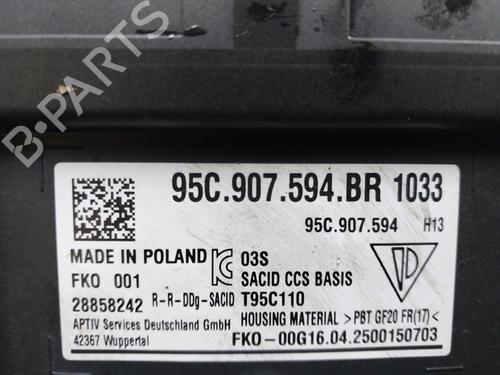 B-PARTS
95C.907.594.BR 1033
95C.907.594 H13
MADE IN POLAND 03S
FKO 001 SACID CCS BASIS
28858242 R-R-DDg-SACID T95C110
APTIV Services Deutschland GmbH HOUSING MATERIAL >PBT GF20 FR(17)<
42367 Wuppertal FKO-00G16.04.2500150703